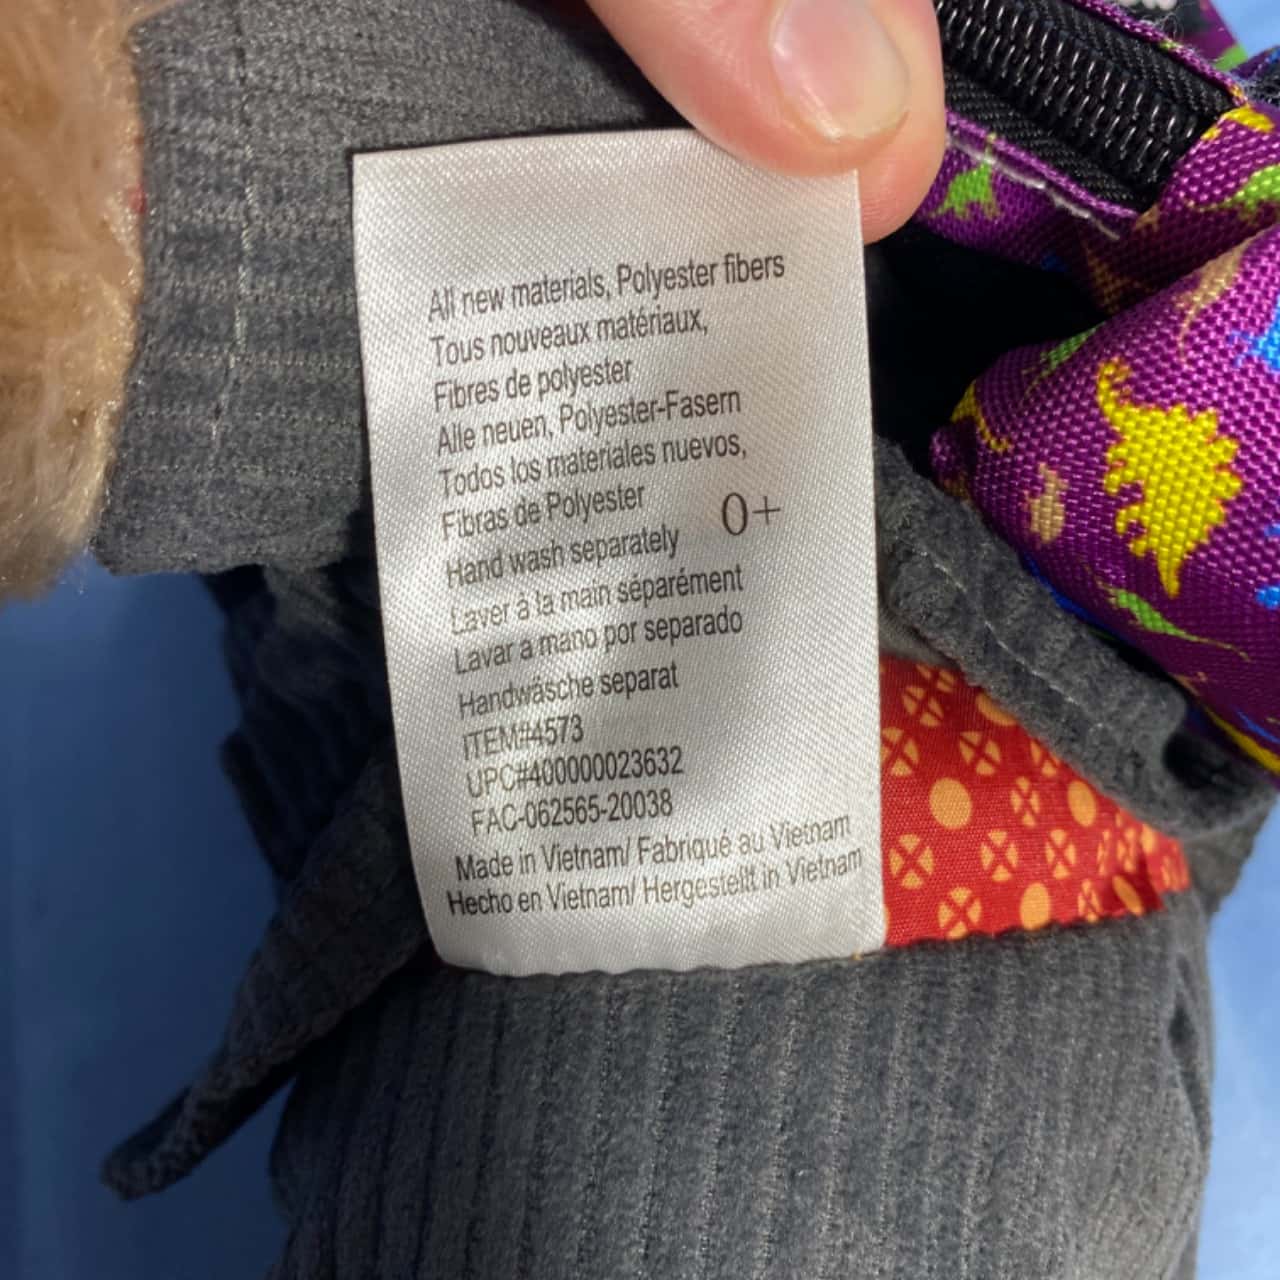 All new materials, Polyester fibers
Tous nouveaux matériaux,
Fibres de polyester
Alle neuen, Polyester-Fasern
Todos los materiales nuevos,
Fibras de Polyester
0+
Hand wash separately
Laver à la main séparément
Lavar a mano por separado
Handwäsche separat
ITEM#4573
UPC#400000023632
FAC-062565-20038
Made in Vietnam/ Fabriqué au Vietnam
Hecho en Vietnam/ Hergestellt in Vietnam